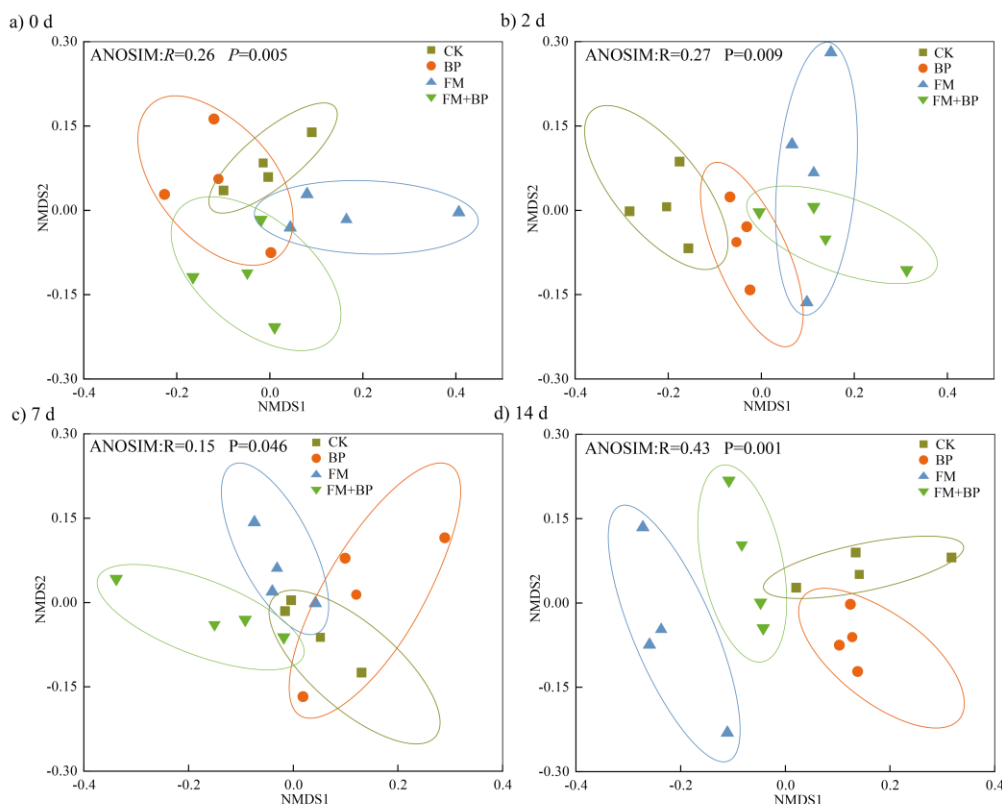 a) 0 d
ANOSIM:R=0.26 P=0.005
CK
BP
FM
FM+BP
0.30
0.15
0.00
-0.15
-0.30
NMDS2
-0.4
-0.2
0.0
0.2
0.4
NMDS1
b) 2 d
ANOSIM:R=0.27 P=0.009
CK
BP
FM
FM+BP
0.30
0.15
0.00
-0.15
-0.30
NMDS2
-0.4
-0.2
0.0
0.2
0.4
NMDS1
c) 7 d
ANOSIM:R=0.15 P=0.046
CK
BP
FM
FM+BP
0.30
0.15
0.00
-0.15
-0.30
NMDS2
-0.4
-0.2
0.0
0.2
0.4
NMDS1
d) 14 d
ANOSIM:R=0.43 P=0.001
CK
BP
FM
FM+BP
0.30
0.15
0.00
-0.15
-0.30
NMDS2
-0.4
-0.2
0.0
0.2
0.4
NMDS1